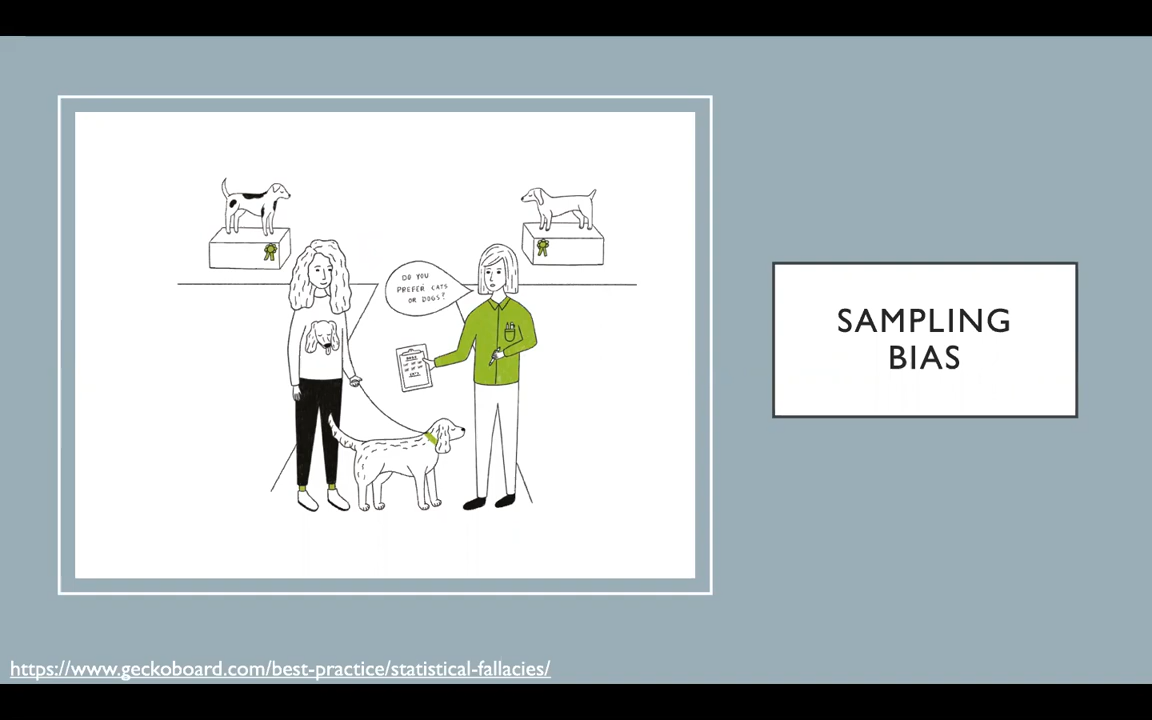 DO YOU
PREFER CATS
OR DOGS?
SAMPLING
BIAS
https://www.geckoboard.com/best-practice/statistical-fallacies/